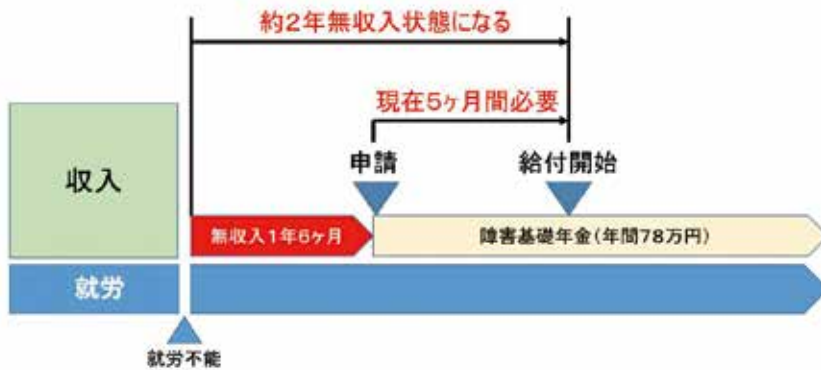 約2年無収入状態になる
現在5ヶ月間必要
申請
給付開始
収入
無収入1年6ヶ月
障害基礎年金(年間78万円)
就労
就労不能